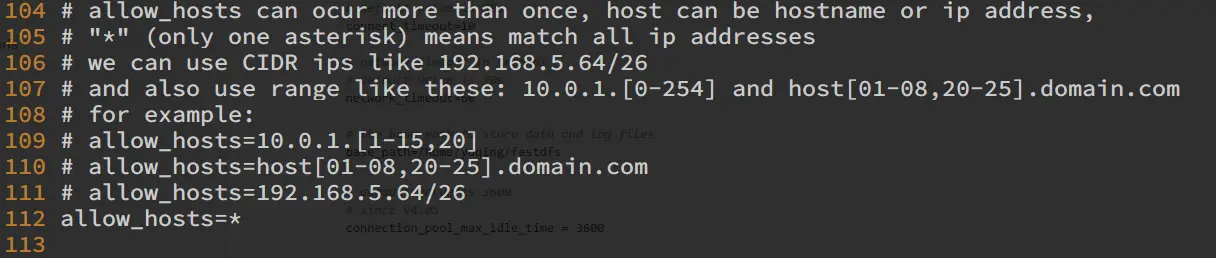 104 # allow_hosts can ocur more than once, host can be hostname or ip address,
105 # "*" (only one asterisk) means match all ip addresses
106 # we can use CIDR ips like 192.168.5.64/26
107 # and also use range like these: 10.0.1.[0-254] and host[01-08,20-25].domain.com
108 # for example:
109 # allow_hosts=10.0.1.[1-15,20]
110 # allow_hosts=host[01-08,20-25].domain.com
111 # allow_hosts=192.168.5.64/26
112 allow_hosts=*
113
connect_timeout=10
network_timeout=60
store data and log files
base_path=/home/yuqing/fastdfs
3600
# since V4.05
connection_pool_max_idle_time = 3600